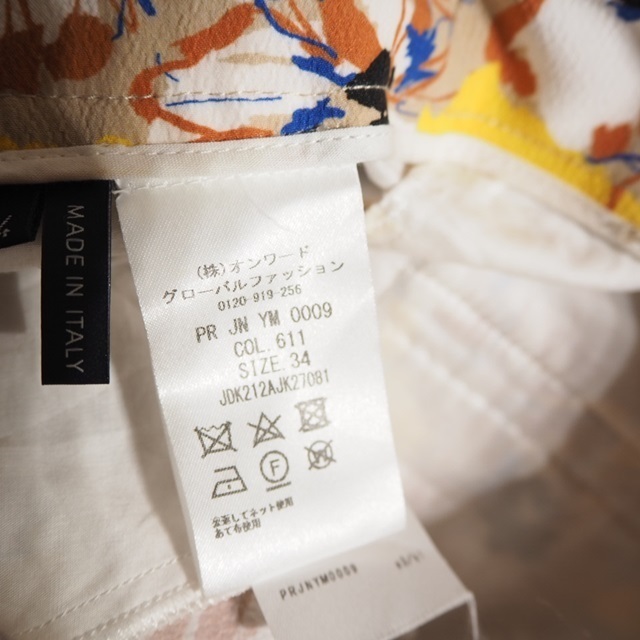 MADE IN ITALY
(株)オンワード
グローバルファッション
0120-919-256
PR JN YM 0009
COL. 611
SIZE. 34
JDK212AJK27081
F
裏返してネット使用
あて布使用
PRJNYM0009